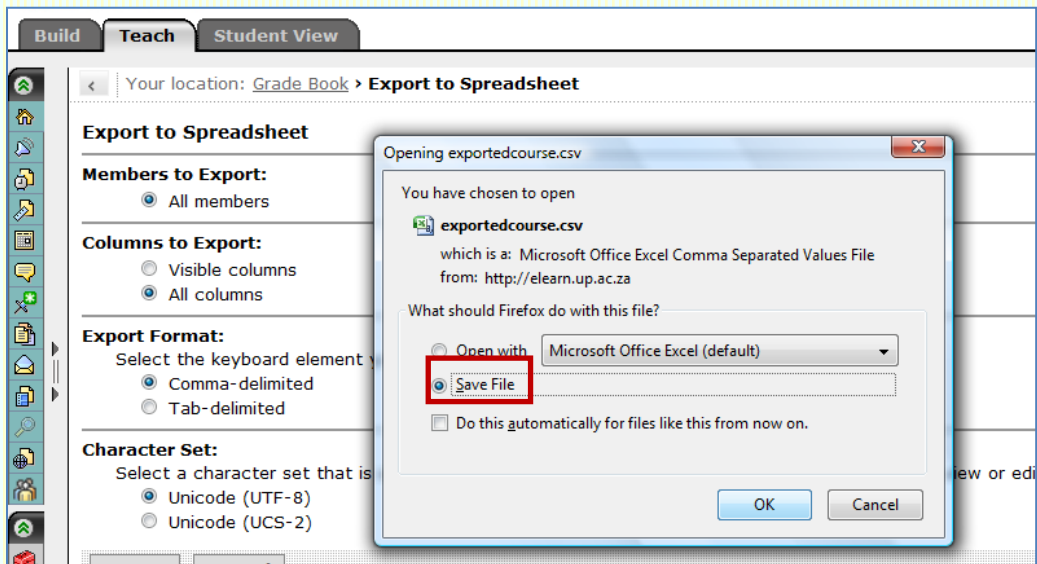 Build Teach Student View
Your location: Grade Book › Export to Spreadsheet
Export to Spreadsheet
Members to Export:
All members
Columns to Export:
Visible columns
All columns
Export Format:
Select the keyboard element
Comma-delimited
Tab-delimited
Character Set:
Select a character set that is
Unicode (UTF-8)
Unicode (UCS-2)
Opening exportedcourse.csv
You have chosen to open
exportedcourse.csv
which is a: Microsoft Office Excel Comma Separated Values File
from: http://elearn.up.ac.za
What should Firefox do with this file?
Open with Microsoft Office Excel (default)
Save File
Do this automatically for files like this from now on.
OK Cancel